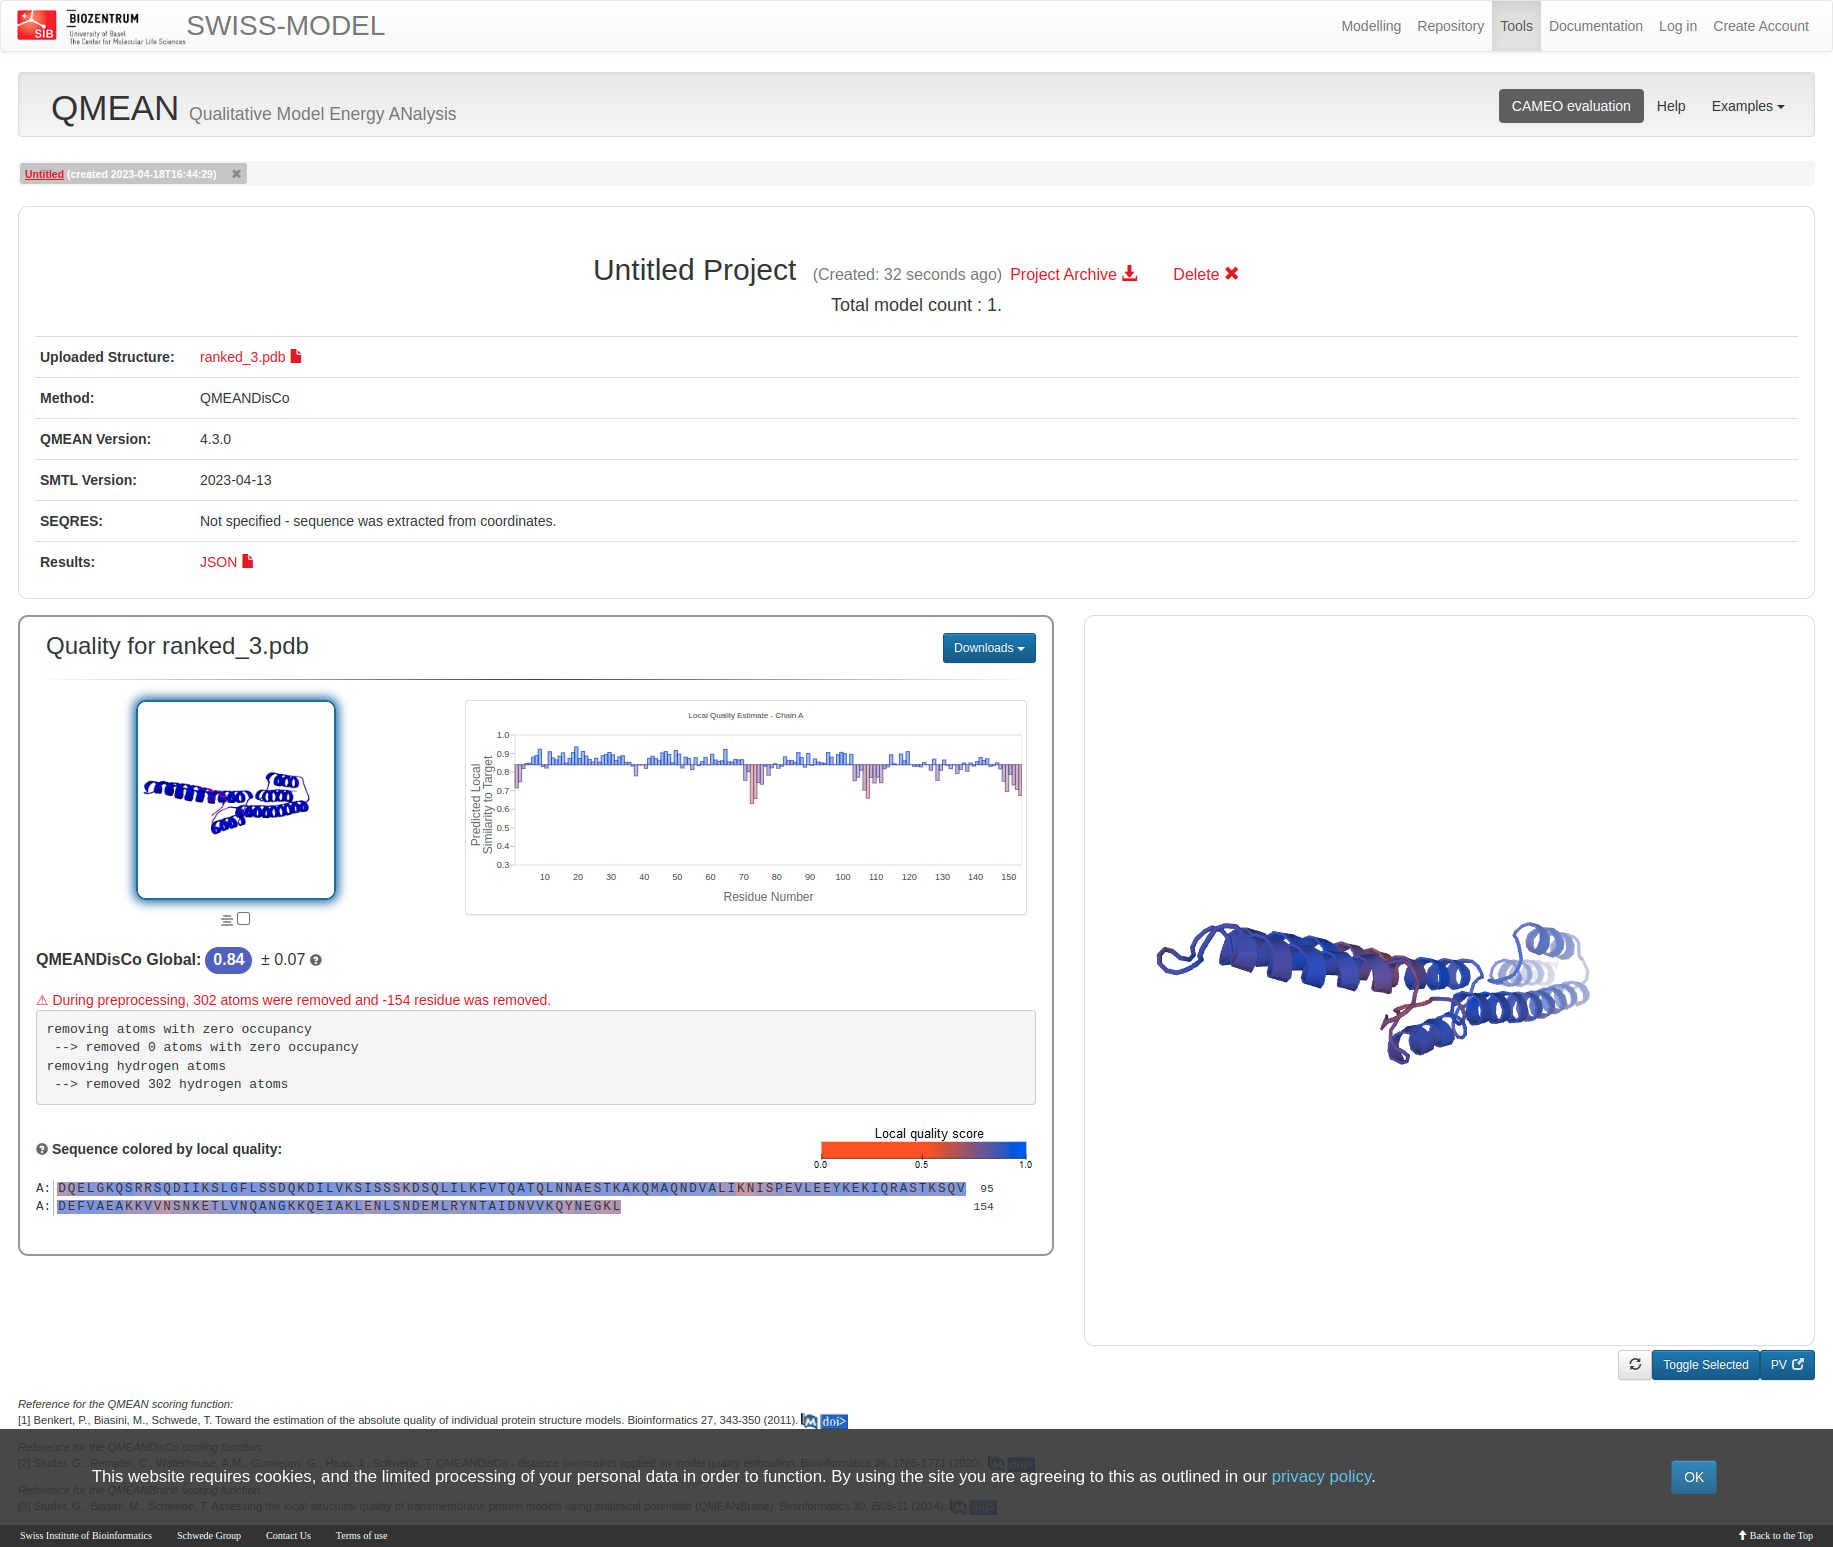 SIB
BIOZENTRUM
University of Basel
The Center for Molecular Life Sciences
SWISS-MODEL
Modelling Repository Tools Documentation Log in Create Account
QMEAN Qualitative Model Energy ANalysis
CAMEO evaluation Help Examples
Untitled (created 2023-04-18T16:44:29) ✖
Untitled Project (Created: 32 seconds ago) Project Archive Delete ✖
Total model count : 1.
Uploaded Structure: ranked_3.pdb
Method: QMEANDisCo
QMEAN Version: 4.3.0
SMTL Version: 2023-04-13
SEQRES: Not specified - sequence was extracted from coordinates.
Results: JSON
Quality for ranked_3.pdb
Downloads
Local Quality Estimate - Chain A
Predicted Local
Similarity to Target
1.0
0.9
0.8
0.7
0.6
0.5
0.4
0.3
10 20 30 40 50 60 70 80 90 100 110 120 130 140 150
Residue Number
QMEANDisCo Global: 0.84 ± 0.07
⚠ During preprocessing, 302 atoms were removed and -154 residue was removed.
removing atoms with zero occupancy
--> removed 0 atoms with zero occupancy
removing hydrogen atoms
--> removed 302 hydrogen atoms
Sequence colored by local quality:
Local quality score
0.0 0.5 1.0
A: DQELGKQSRRSQDIIKSLGFLSSDQKDILVKSISSSKDSQLILKFVTQATQLNNAESTKAKQMAQNDVALIKNISPEVLEEYKEKIQRASTKSQV 95
A: DEFVAEAKKVVNSNKETLVNQANGKKQEIAKLENLSNDEMLRYNTAIDNVVKQYNEGKL 154
Toggle Selected PV
Reference for the QMEAN scoring function:
[1] Benkert, P., Biasini, M., Schwede, T. Toward the estimation of the absolute quality of individual protein structure models. Bioinformatics 27, 343-350 (2011). M doi>
Reference for the QMEANDisCo scoring function:
[2] Studer, G., Rempfer, C., Waterhouse, A.M., Gumienny, G., Haas, J., Schwede, T. QMEANDisCo - distance constraints applied on model quality estimation. Bioinformatics 36, 1765-1771 (2020). M doi>
This website requires cookies, and the limited processing of your personal data in order to function. By using the site you are agreeing to this as outlined in our privacy policy.
OK
Reference for the QMEANBrane scoring function:
[3] Studer, G., Biasini, M., Schwede, T. Assessing the local structural quality of transmembrane protein models using statistical potentials (QMEANBrane). Bioinformatics 30, i505-11 (2014). M doi>
Swiss Institute of Bioinformatics Schwede Group Contact Us Terms of use
Back to the Top